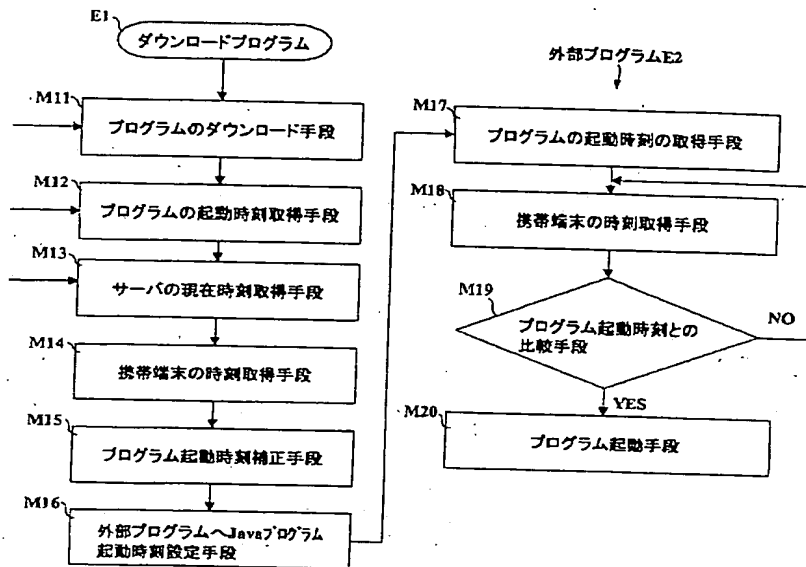 E1
ダウンロードプログラム
M11
プログラムのダウンロード手段
M12
プログラムの起動時刻取得手段
M13
サーバの現在時刻取得手段
M14
携帯端末の時刻取得手段
M15
プログラム起動時刻補正手段
M16
外部プログラムへJavaプログラム
起動時刻設定手段
外部プログラムE2
M17
プログラムの起動時刻の取得手段
M18
携帯端末の時刻取得手段
M19
プログラム起動時刻との
比較手段
NO
YES
M20
プログラム起動手段